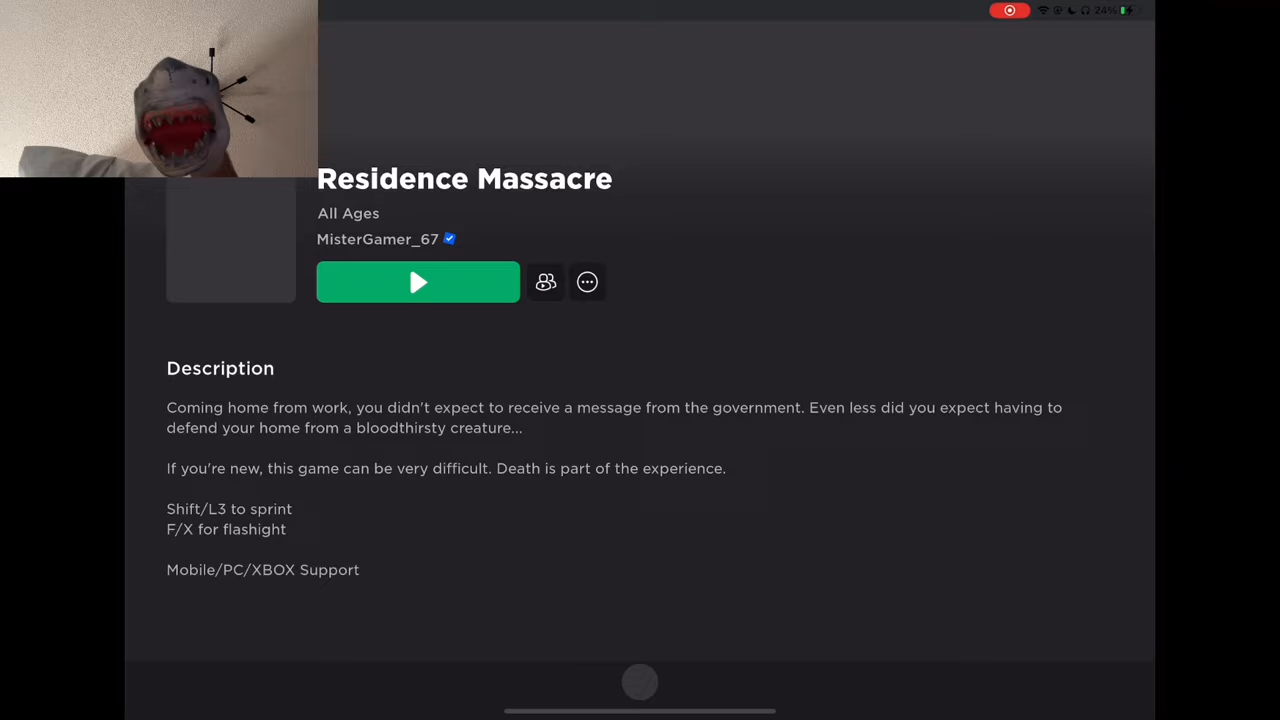 24%
Residence Massacre
All Ages
MisterGamer_67
Description
Coming home from work, you didn't expect to receive a message from the government. Even less did you expect having to
defend your home from a bloodthirsty creature...
If you're new, this game can be very difficult. Death is part of the experience.
Shift/L3 to sprint
F/X for flashight
Mobile/PC/XBOX Support